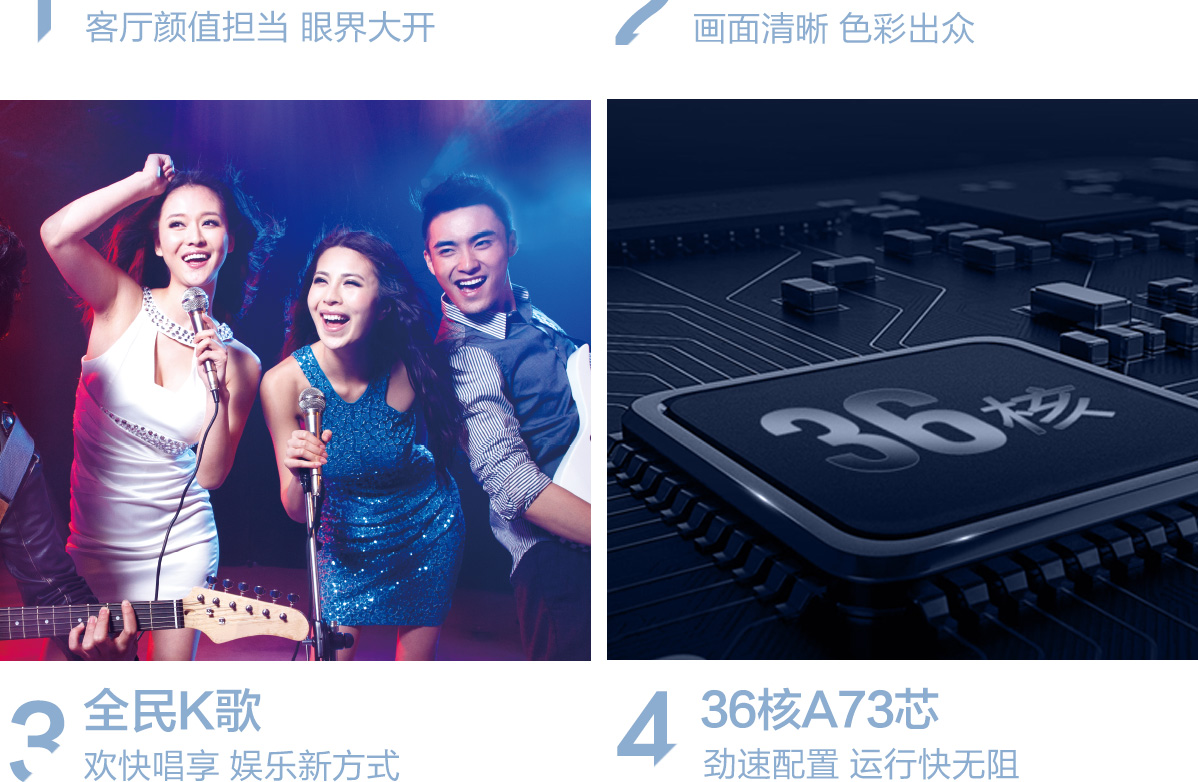 1
客厅颜值担当 眼界大开
2
画面清晰 色彩出众
36核
3
全民K歌
欢快唱享 娱乐新方式
4
36核A73芯
劲速配置 运行快无阻